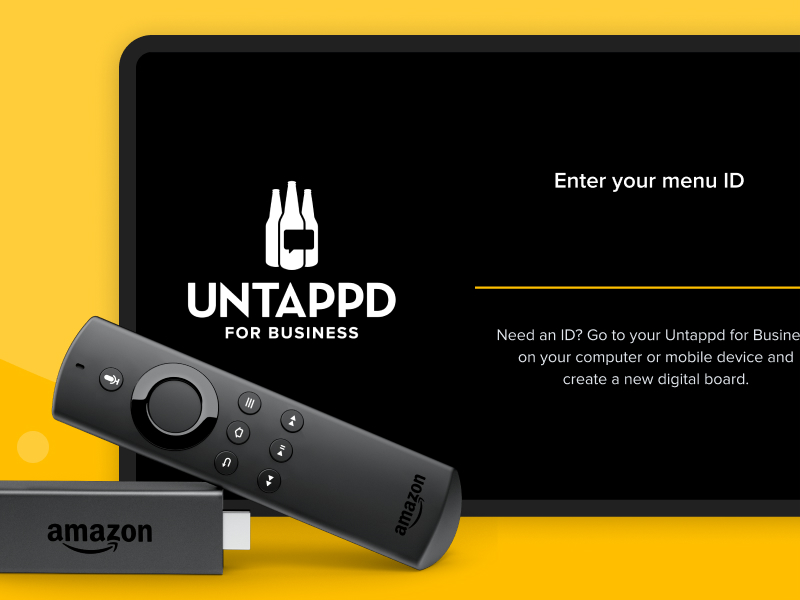 Enter your menu ID
UNTAPPD
FOR BUSINESS
Need an ID? Go to your Untappd for Busine
on your computer or mobile device and
create a new digital board.
amazon
amazon